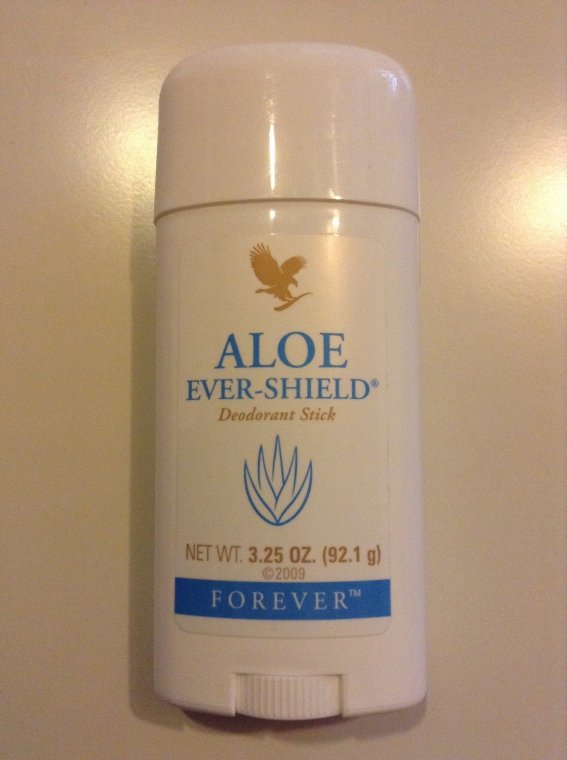 ALOE
EVER-SHIELD®
Deodorant Stick
NET WT. 3.25 OZ. (92.1 g)
©2009
FOREVER™